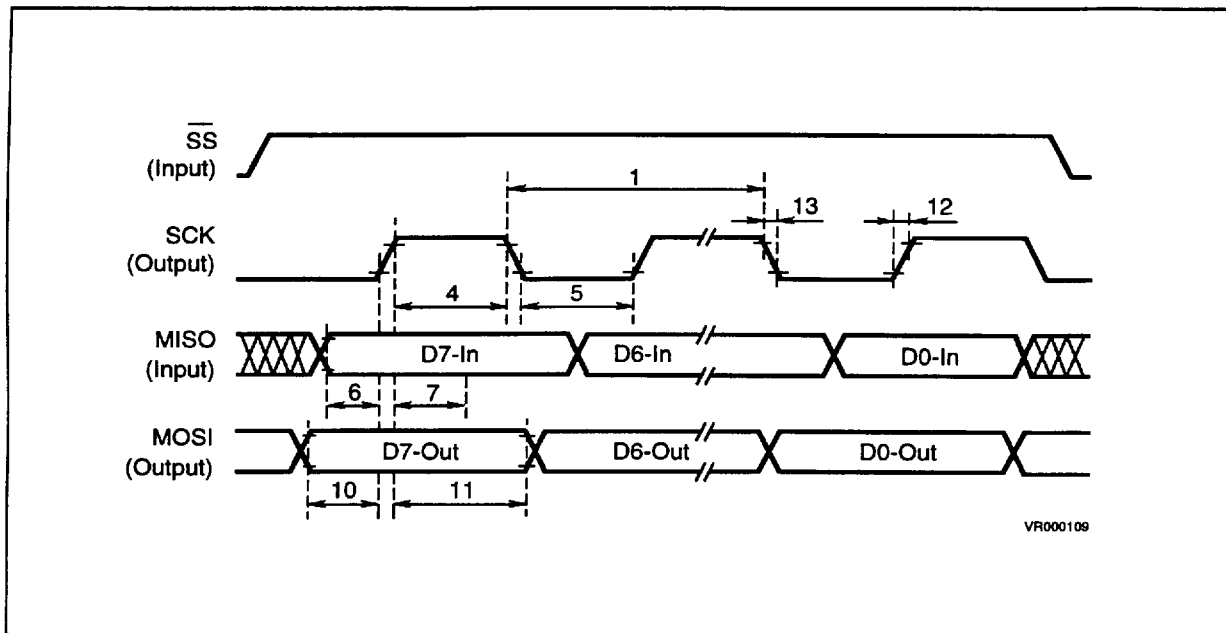 SS
(Input)
1
13
12
SCK
(Output)
4
5
MISO
(Input)
D7-In
D6-In
D0-In
6
7
MOSI
(Output)
D7-Out
D6-Out
D0-Out
10
11
VR000109